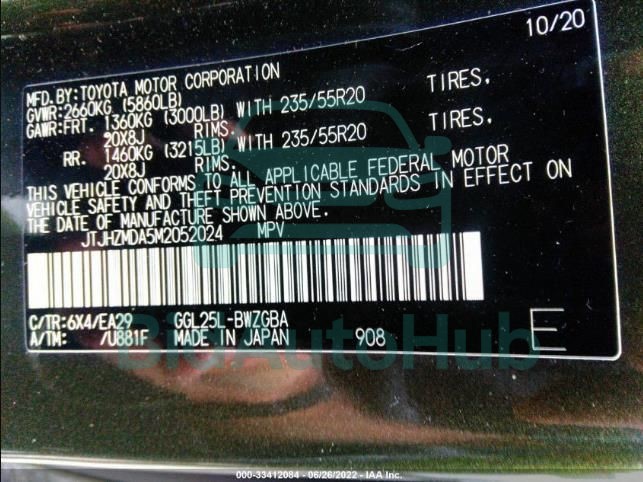 10/20
MFD.BY:TOYOTA MOTOR CORPORATION
GVWR:2660KG (5860LB)
GAWR:FRT. 1360KG (3000LB) WITH 235/55R20 TIRES,
20X8J RIMS.
RR. 1460KG (3215LB) WITH 235/55R20 TIRES,
20X8J RIMS.
THIS VEHICLE CONFORMS TO ALL APPLICABLE FEDERAL MOTOR
VEHICLE SAFETY AND THEFT PREVENTION STANDARDS IN EFFECT ON
THE DATE OF MANUFACTURE SHOWN ABOVE.
JTJHZMDA5M2052024 MPV
C/TR:6X4/EA29 GGL25L-BWZGBA
A/TM: /U881F MADE IN JAPAN 908 E
BidAutoHub
000-33412084 - 06/26/2022 - IAA Inc.